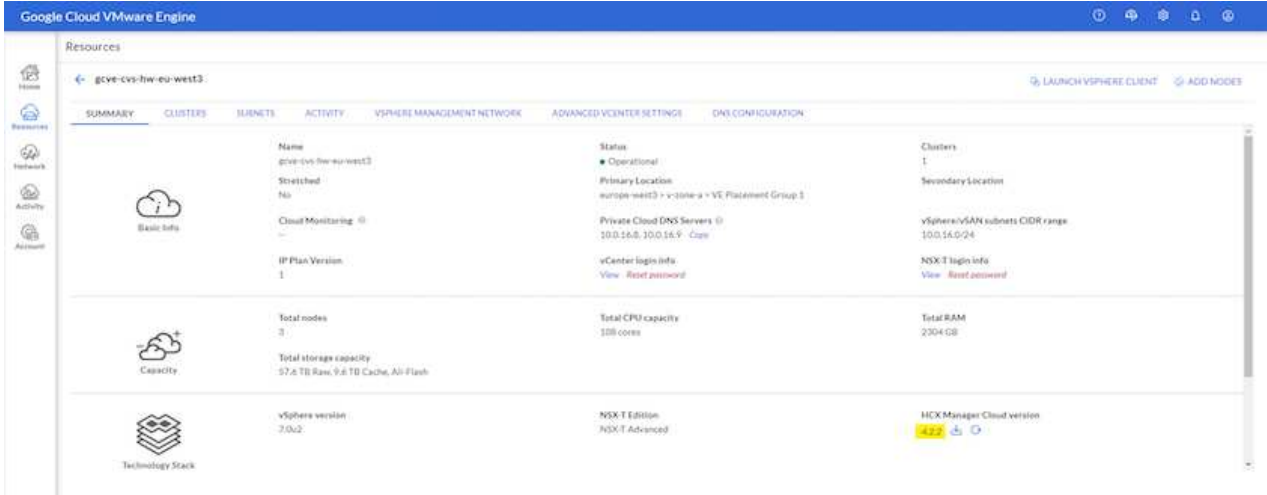 Google Cloud VMware Engine
Resources
gcve-cvs-hw-eu-west3
LAUNCH VSPHERE CLIENT
ADD NODES
SUMMARY CLUSTERS SUBNETS ACTIVITY VSPHERE MANAGEMENT NETWORK ADVANCED VCENTER SETTINGS DNS CONFIGURATION
Home
Resources
Network
Activity
Account
Basic Info
Name
gcve-cvs-hw-eu-west3
Status
Operational
Clusters
1
Stretched
No
Primary Location
europe-west3 > v-zone-a > VE Placement Group 1
Secondary Location
Cloud Monitoring
--
Private Cloud DNS Servers
10.0.16.8, 10.0.16.9 Copy
vSphere/vSAN subnets CIDR range
10.0.16.0/24
IP Plan Version
1
vCenter login info
View Reset password
NSX-T login info
View Reset password
Capacity
Total nodes
3
Total CPU capacity
108 cores
Total RAM
2304 GB
Total storage capacity
57.6 TB Raw, 9.6 TB Cache, All-Flash
Technology Stack
vSphere version
7.0u2
NSX-T Edition
NSX-T Advanced
HCX Manager Cloud version
4.2.2